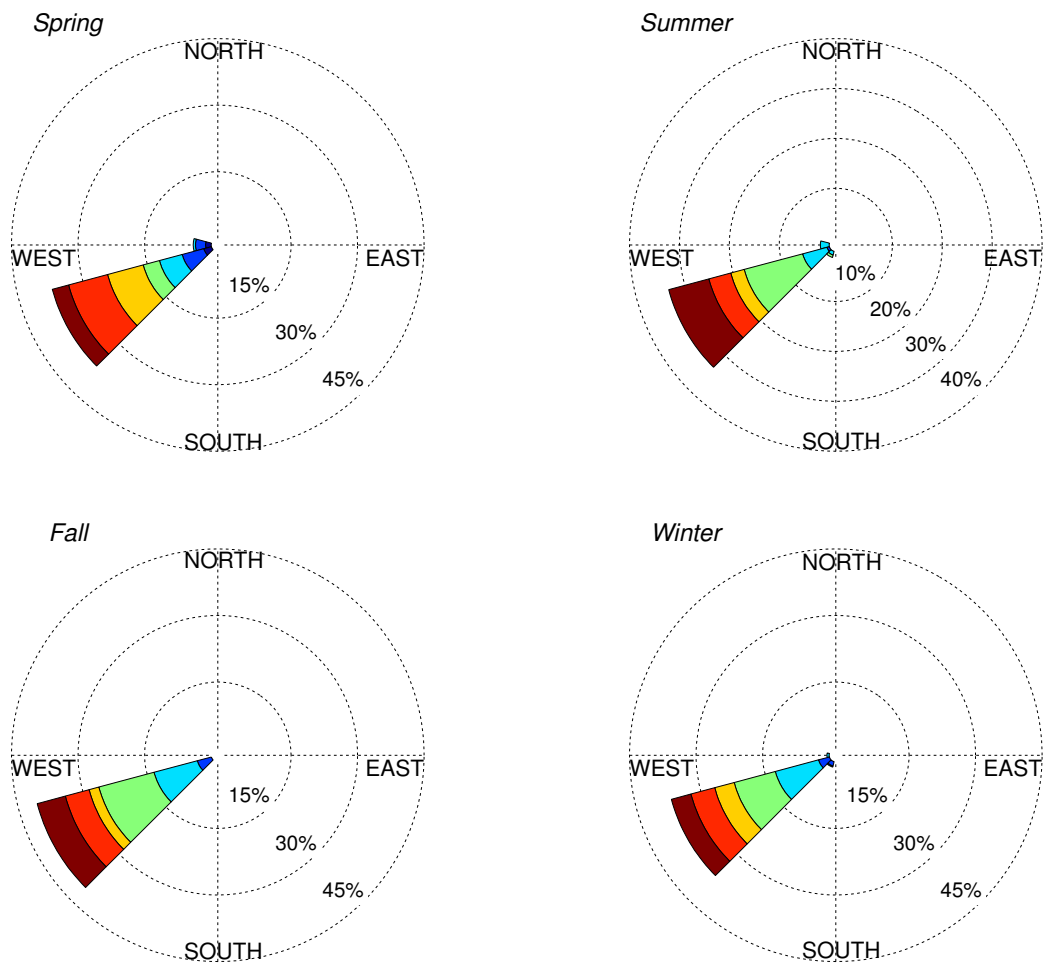 Spring
NORTH
WEST
EAST
15%
30%
45%
SOUTH
Summer
NORTH
WEST
EAST
10%
20%
30%
40%
SOUTH
Fall
NORTH
WEST
EAST
15%
30%
45%
SOUTH
Winter
NORTH
WEST
EAST
15%
30%
45%
SOUTH